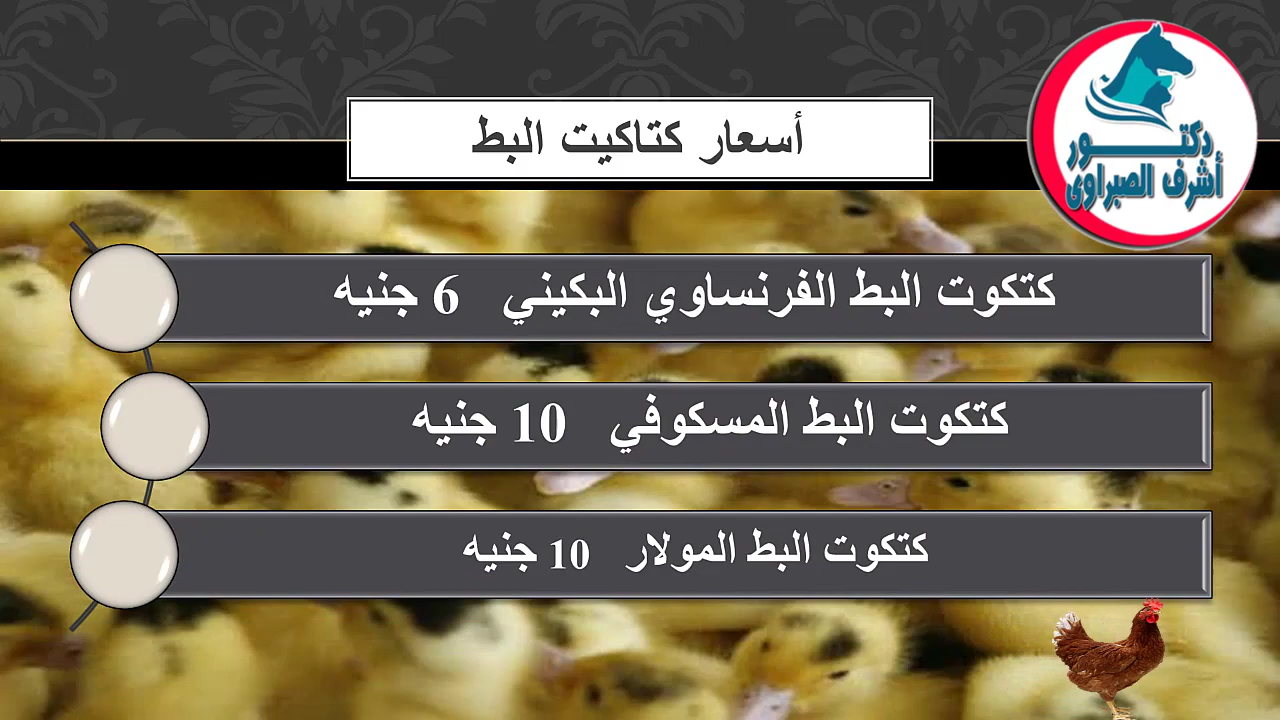 أسعار كتاكيت البط
دكتور
أشرف الصبراوى
كتكوت البط الفرنساوي البكيني 6 جنيه
كتكوت البط المسكوفي 10 جنيه
كتكوت البط المولار 10 جنيه